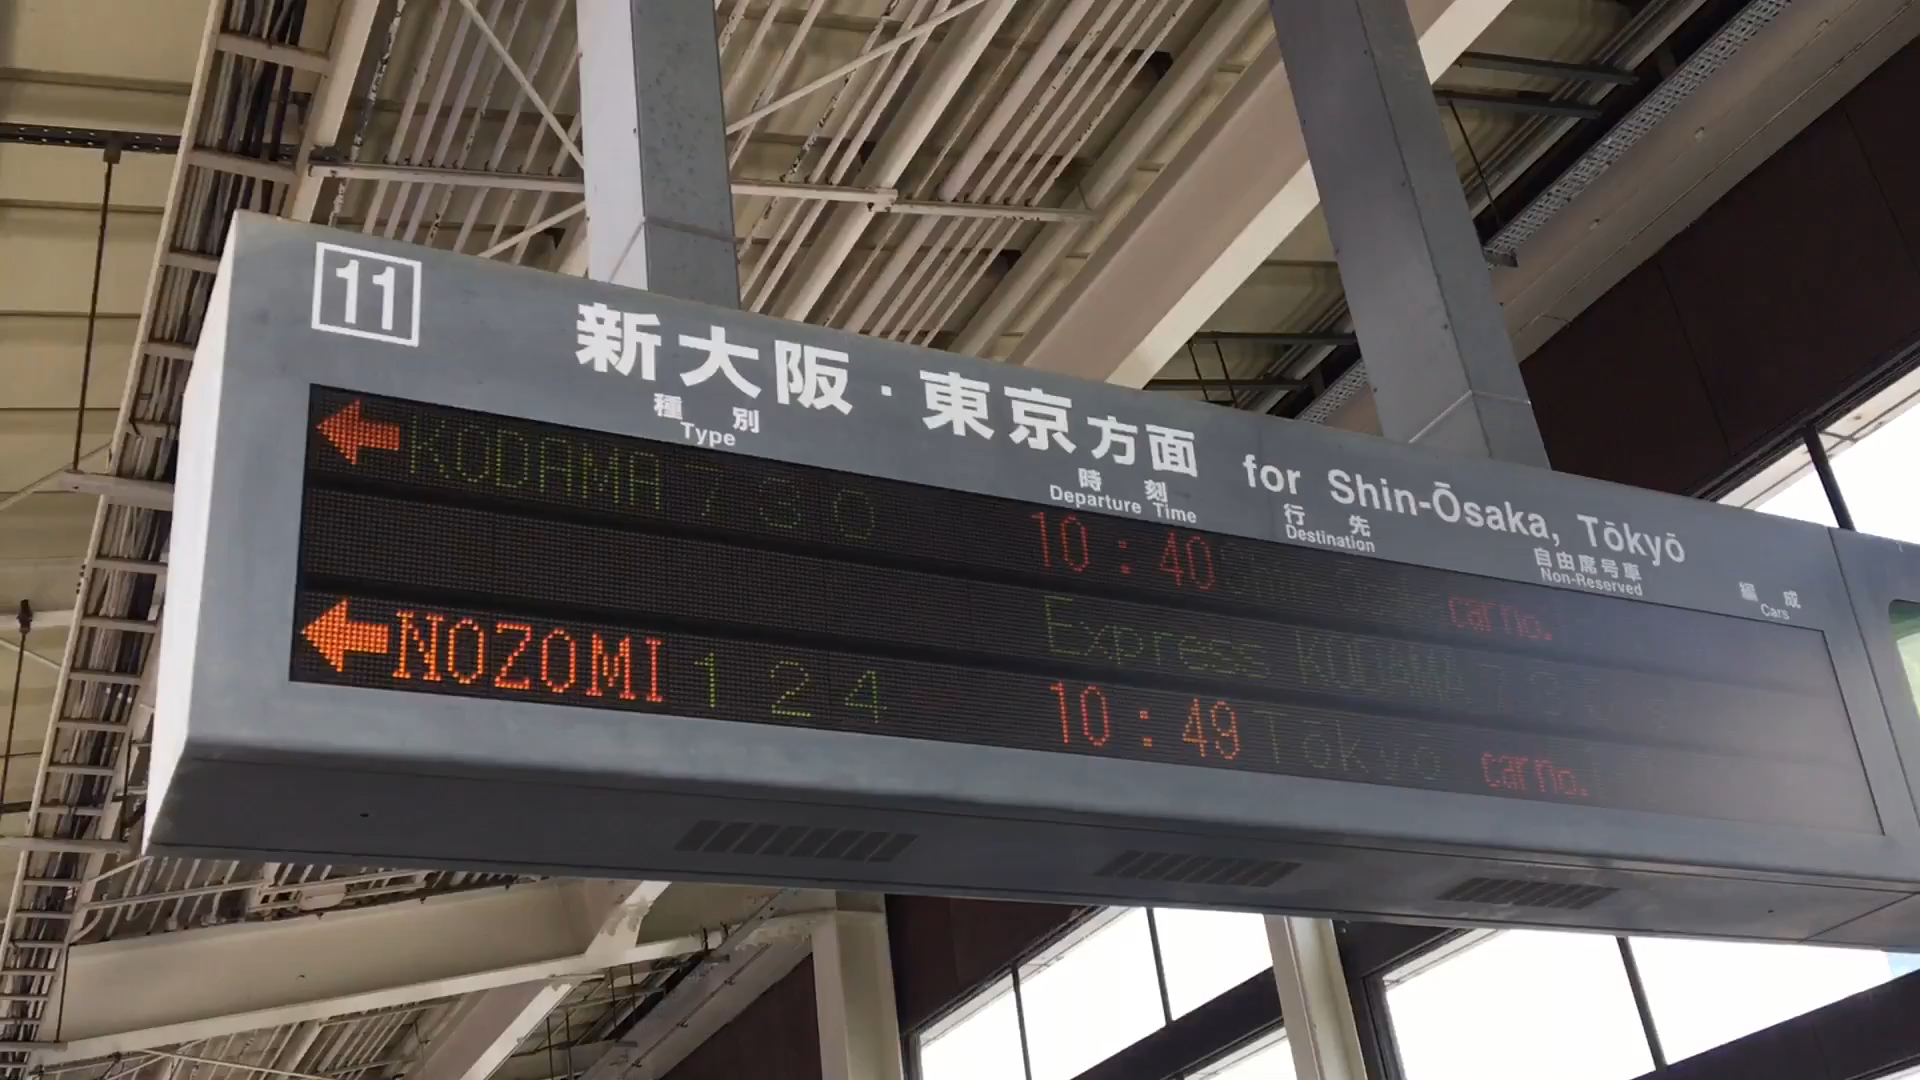 11
新大阪・東京方面 for Shin-Ōsaka, Tōkyō
種別 時刻 行先 自由席号車 編成
Type Departure Time Destination Non-Reserved Cars
KODAMA 730 10:40 car no.
Express KODAMA
NOZOMI 124 10:49 Tōkyō car no.